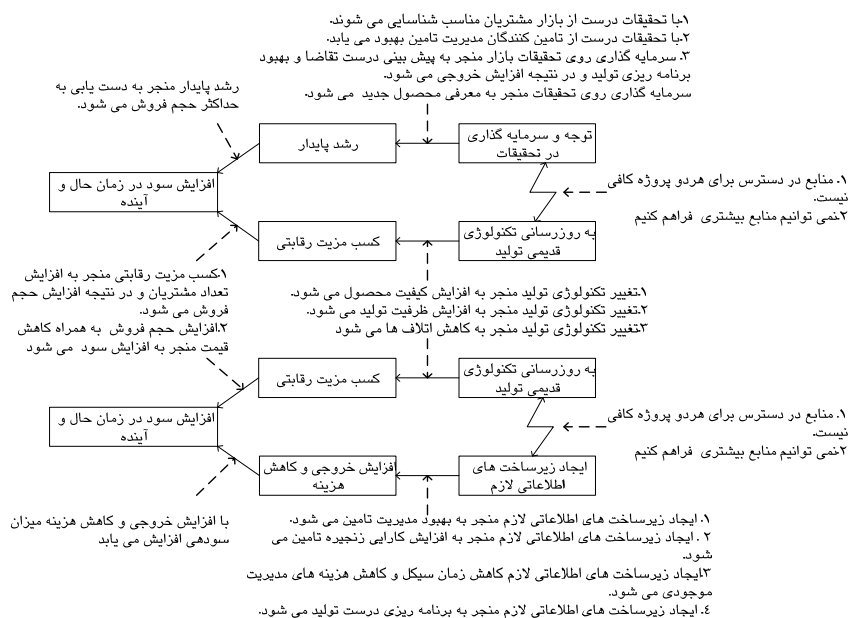 ۱.با تحقیقات درست از بازار مشتریان مناسب شناسایی می شوند.
۲.با تحقیقات درست از تامین کنندگان مدیریت تامین بهبود می یابد.
۳. سرمایه گذاری روی تحقیقات بازار منجر به پیش بینی درست تقاضا و بهبود
برنامه ریزی تولید و در نتیجه افزایش خروجی می شود.
سرمایه گذاری روی تحقیقات منجر به معرفی محصول جدید می شود.
رشد پایدار منجر به دست یابی به
حداکثر حجم فروش می شود.
توجه و سرمایه گذاری
در تحقیقات
رشد پایدار
افزایش سود در زمان حال و
آینده
۱. منابع در دسترس برای هردو پروژه کافی
نیست.
۲.نمی توانیم منابع بیشتری فراهم کنیم
به روزرسانی تکنولوژی
قدیمی تولید
کسب مزیت رقابتی
۱.کسب مزیت رقابتی منجر به افزایش
تعداد مشتریان و در نتیجه افزایش حجم
فروش می شود.
۲.افزایش حجم فروش به همراه کاهش
قیمت منجر به افزایش سود می شود
۱.تغییر تکنولوژی تولید منجر به افزایش کیفیت محصول می شود.
۲.تغییر تکنولوژی تولید منجر به افزایش ظرفیت تولید می شود.
۳.تغییر تکنولوژی تولید منجر به کاهش اتلاف ها می شود
به روزرسانی تکنولوژی
قدیمی تولید
کسب مزیت رقابتی
افزایش سود در زمان حال و
آینده
۱. منابع در دسترس برای هردو پروژه کافی
نیست.
۲.نمی توانیم منابع بیشتری فراهم کنیم
ایجاد زیرساخت های
اطلاعاتی لازم
افزایش خروجی و کاهش
هزینه
با افزایش خروجی و کاهش هزینه میزان
سودهی افزایش می یابد
۱. ایجاد زیرساخت های اطلاعاتی لازم منجر به بهبود مدیریت تامین می شود.
۲ . ایجاد زیرساخت های اطلاعاتی لازم منجر به افزایش کارایی زنجیره تامین می
شود.
۳.ایجاد زیرساخت های اطلاعاتی لازم کاهش زمان سیکل و کاهش هزینه های مدیریت
موجودی می شود.
٤. ایجاد زیرساخت های اطلاعاتی لازم منجر به برنامه ریزی درست تولید می شود.